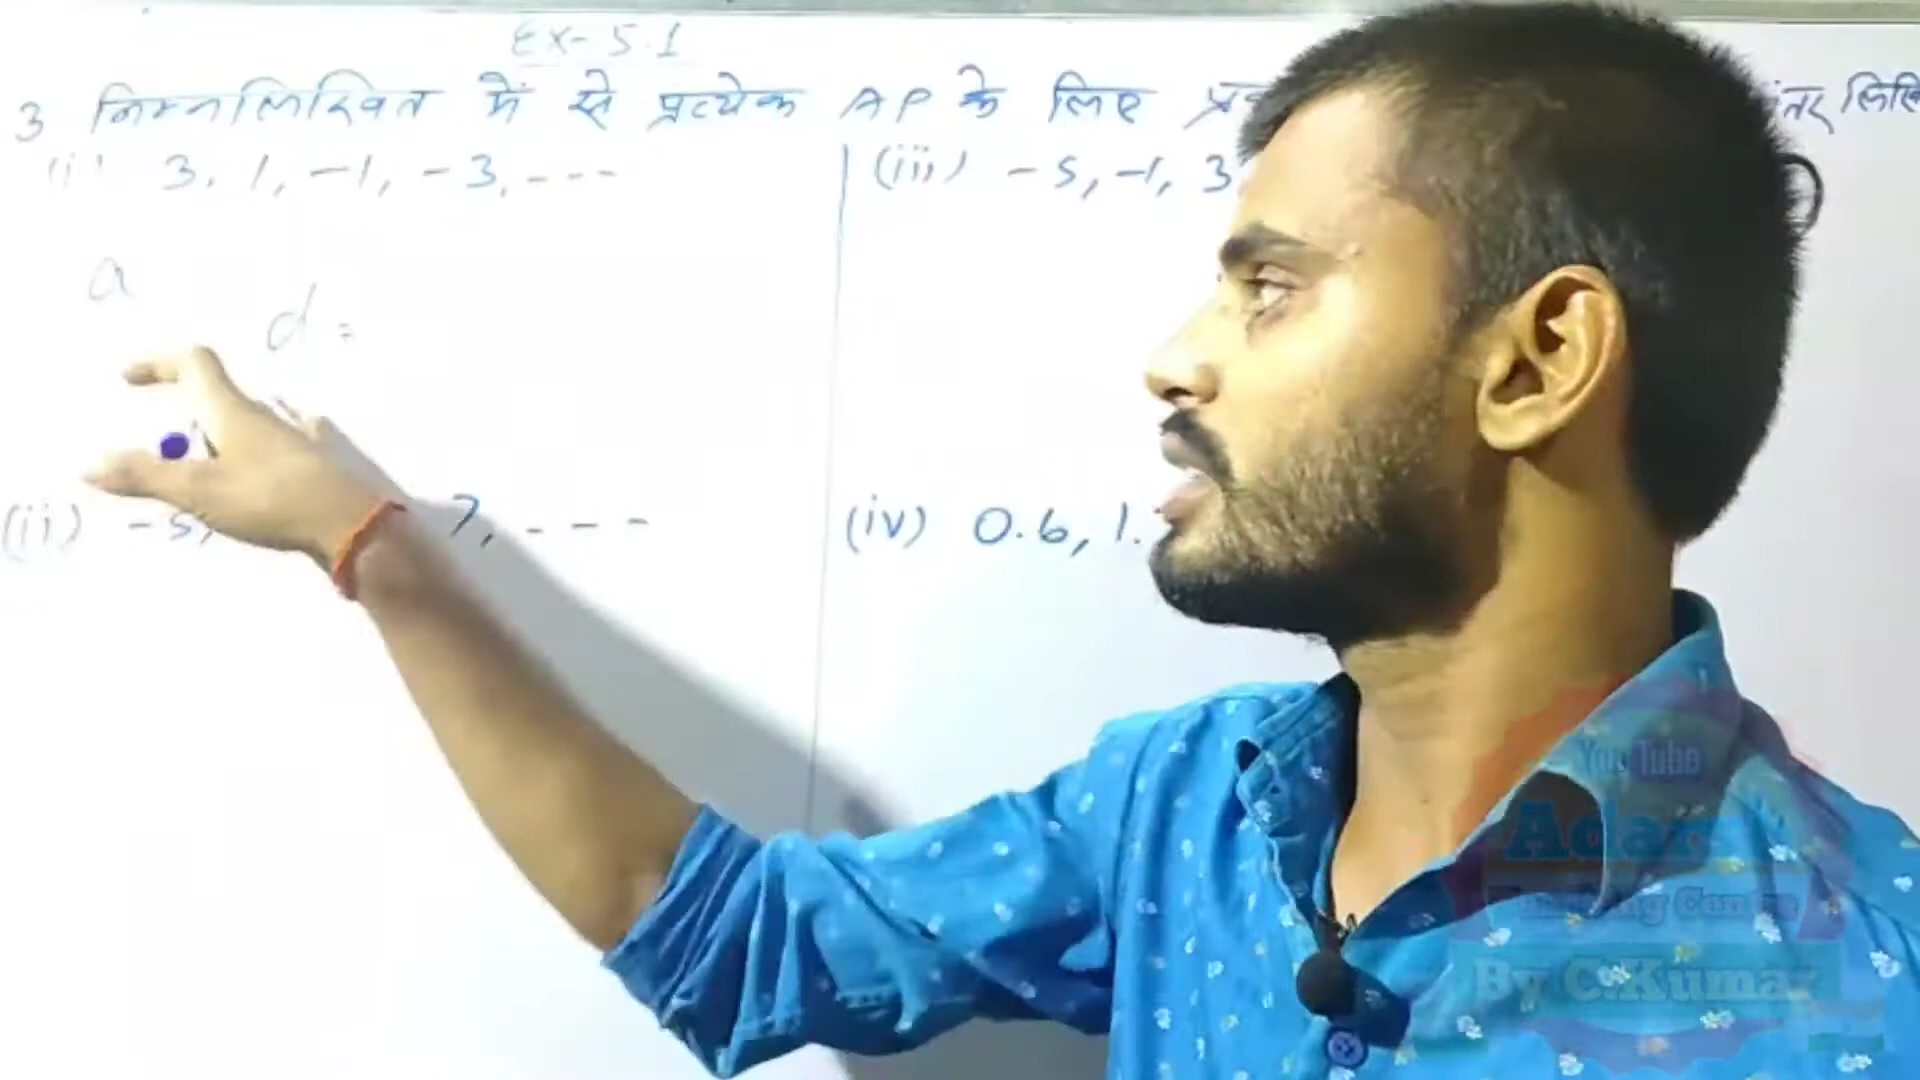 Ex- 5.1
3 निम्नलिखित में से प्रत्येक AP के लिए
(i) 3, 1, -1, -3, - - -
(iii) -5, -1, 3
a
d =
(ii) -5, 7, - - -
(iv) 0.6, 1.
YouTube
By C.Kumar